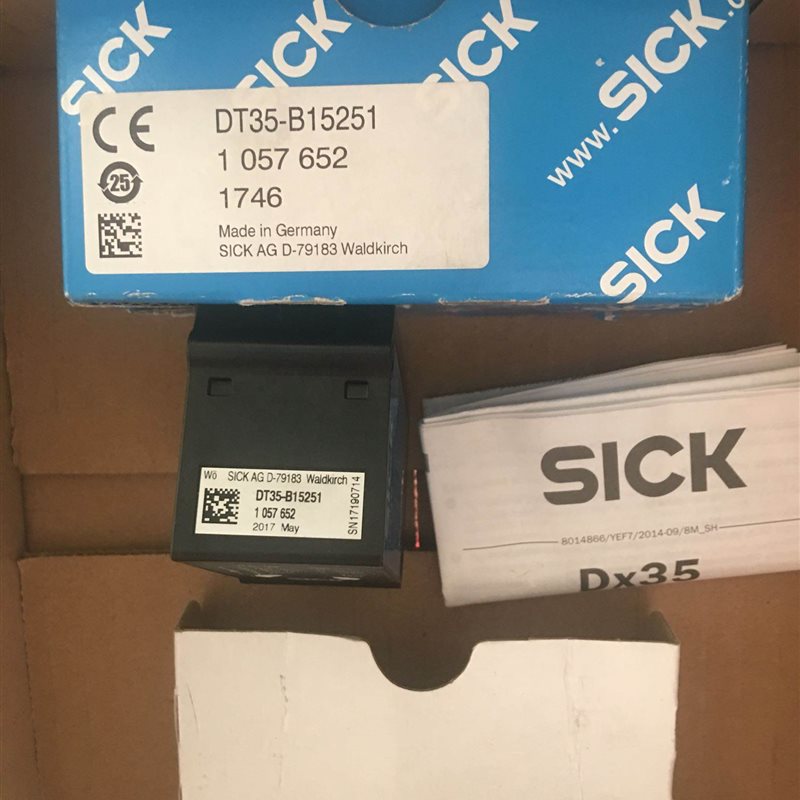 SICK
SICK
SICK
www.SICK.c
SICK
CE
DT35-B15251
25
1 057 652
1746
Made in Germany
SICK AG D-79183 Waldkirch
Wö SICK AG D-79183 Waldkirch
DT35-B15251
1 057 652
2017 May
SN17190714
SICK
8014866/YEF7/2014-09/8M_SH
Dx35